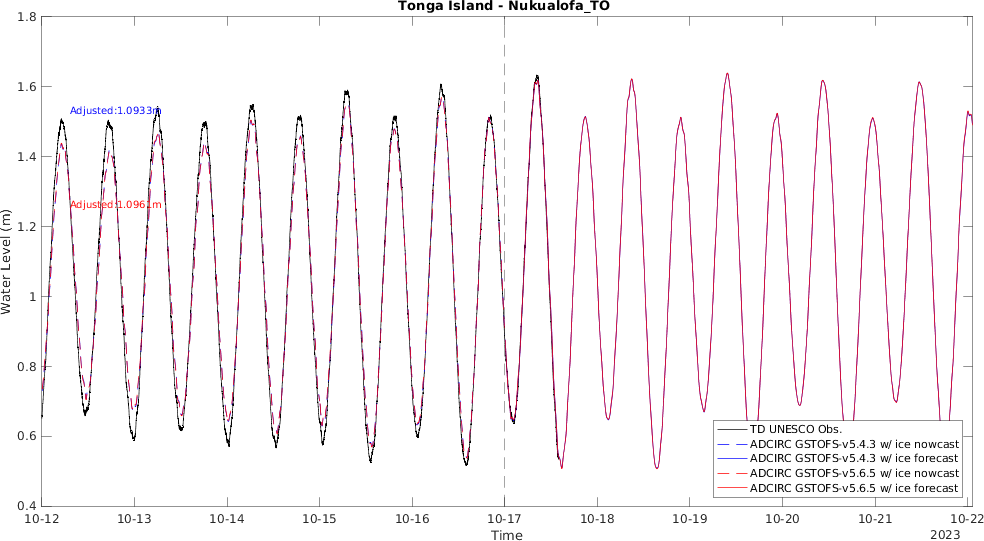 Tonga Island - Nukualofa_TO
1.8
1.6
1.4
1.2
1
0.8
0.6
0.4
Water Level (m)
Adjusted:1.0933m
Adjusted:1.0961m
TD UNESCO Obs.
ADCIRC GSTOFS-v5.4.3 w/ ice nowcast
ADCIRC GSTOFS-v5.4.3 w/ ice forecast
ADCIRC GSTOFS-v5.6.5 w/ ice nowcast
ADCIRC GSTOFS-v5.6.5 w/ ice forecast
10-12 10-13 10-14 10-15 10-16 10-17 10-18 10-19 10-20 10-21 10-22
Time
2023